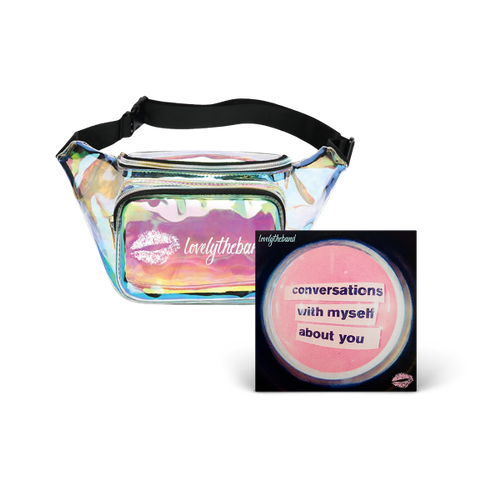 lovelytheband
lovelytheband
conversations
with myself
about you